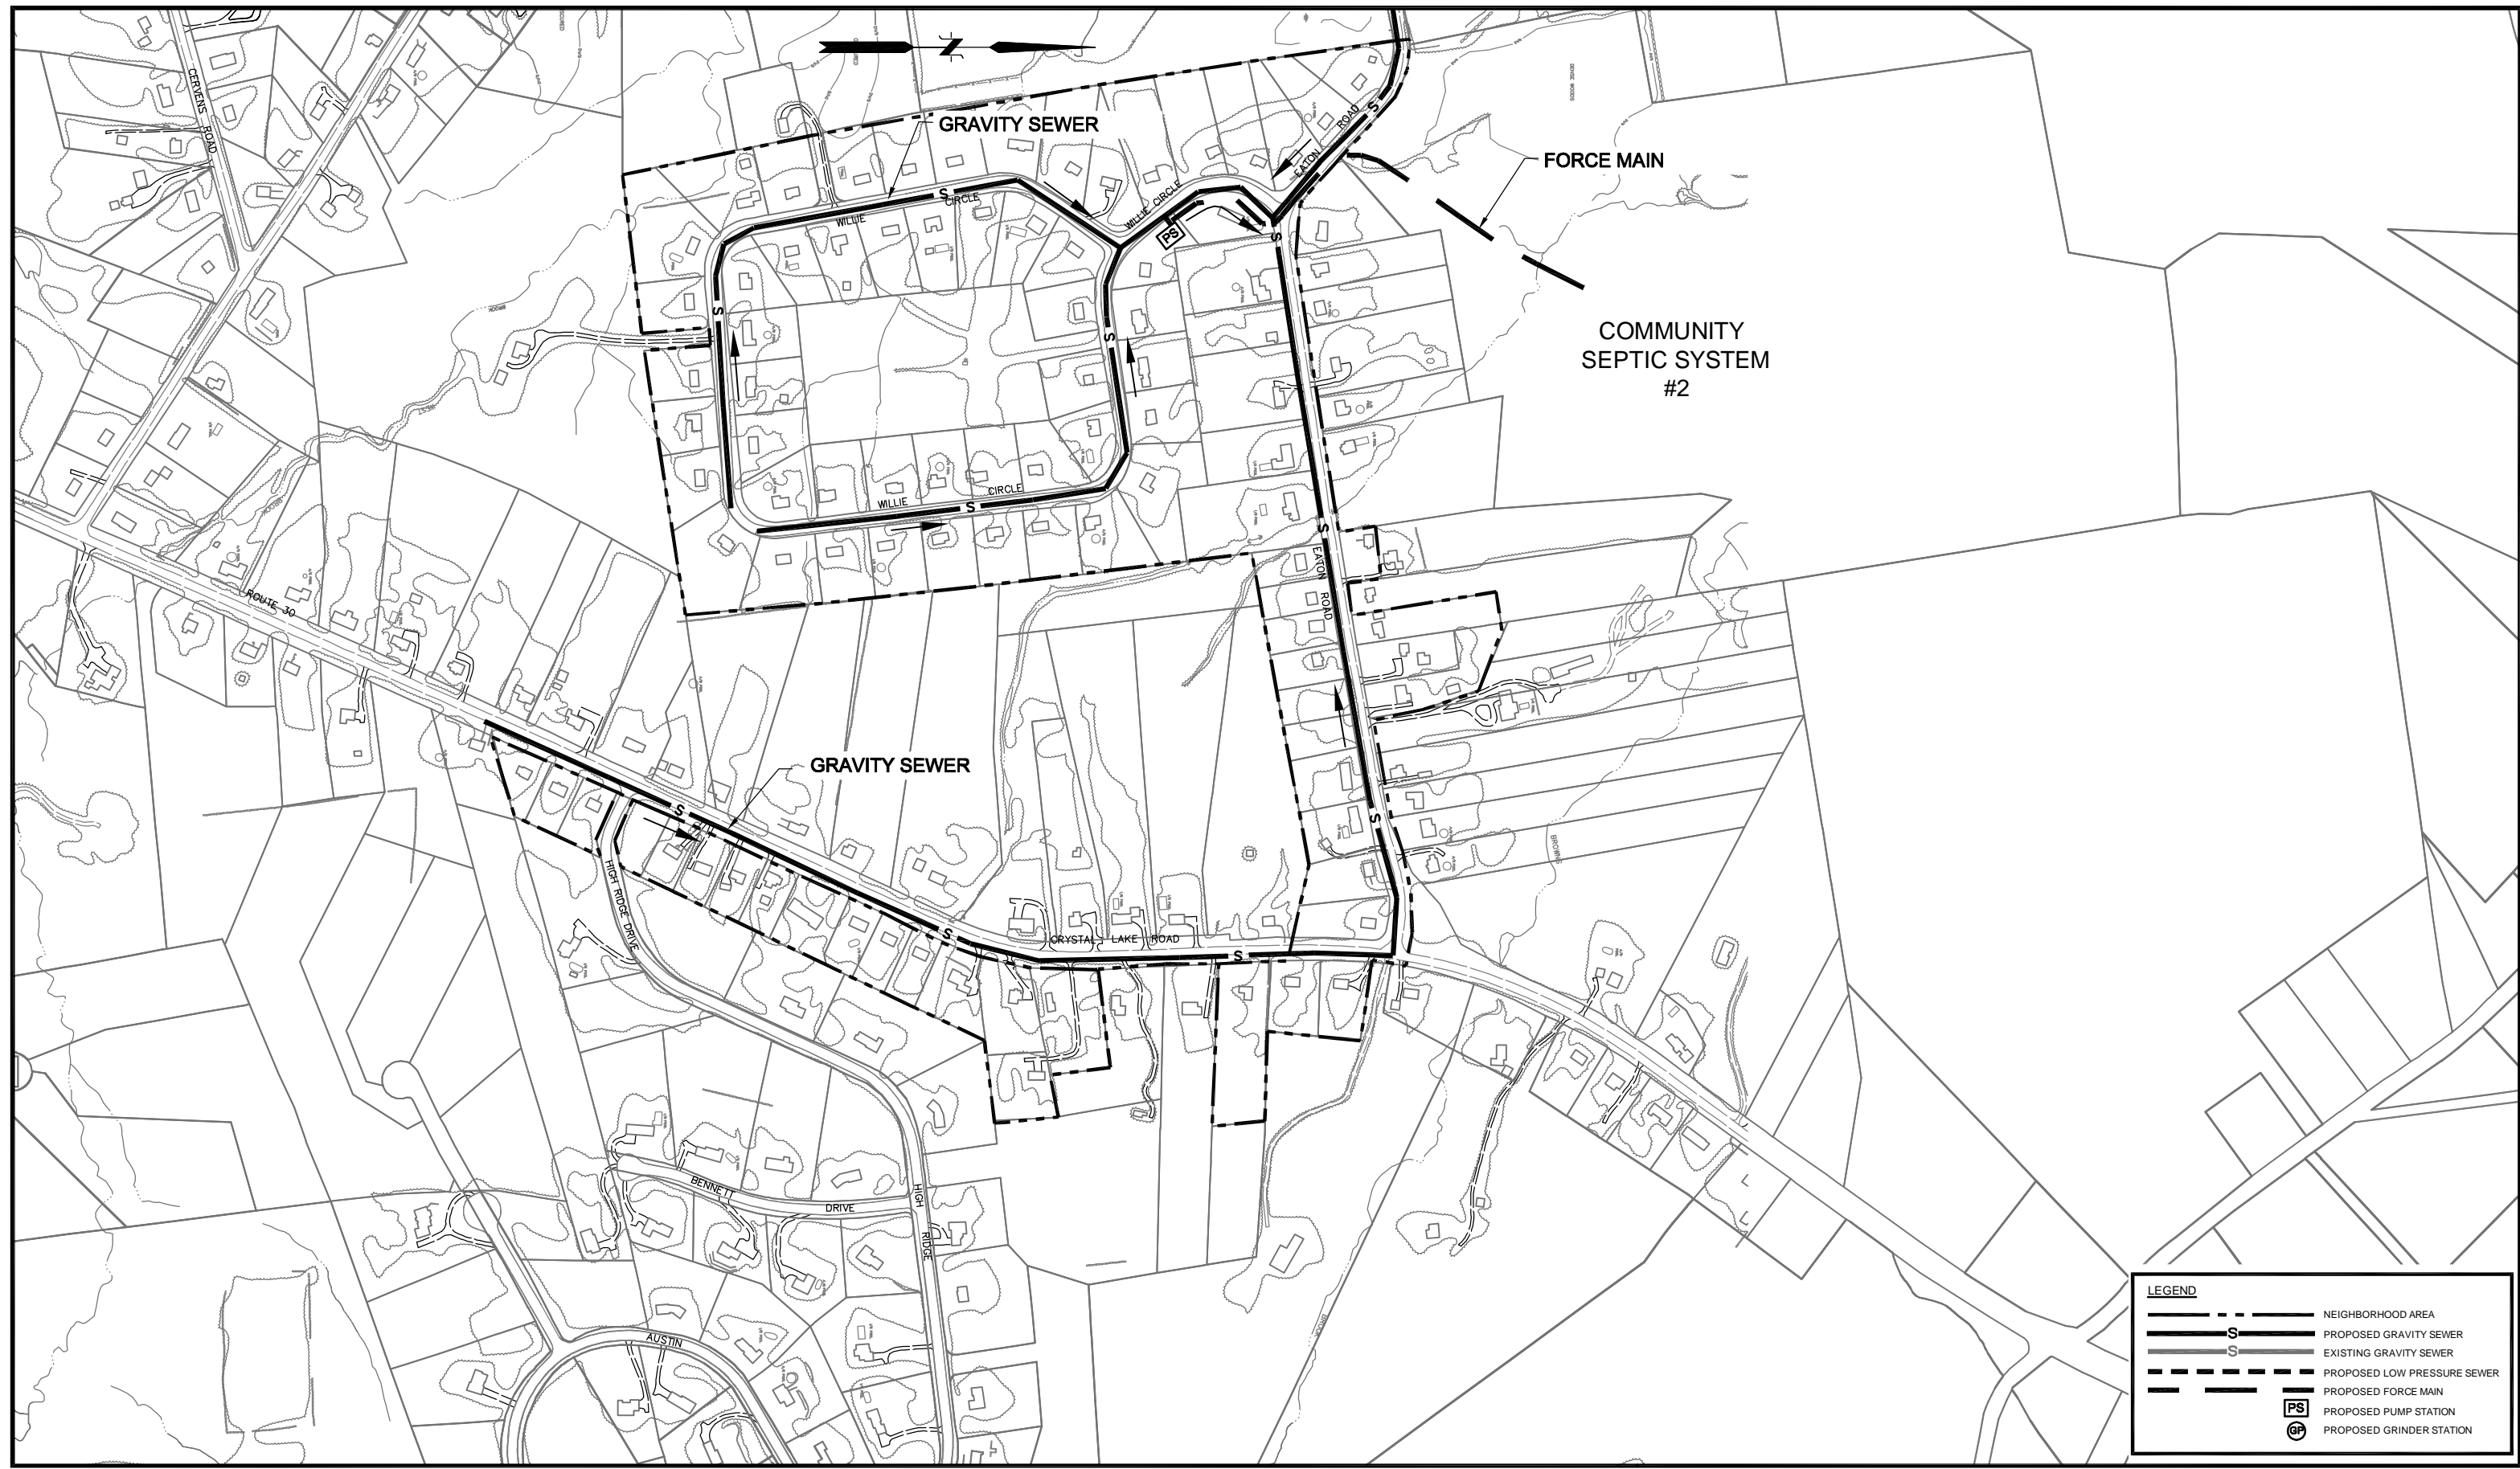 CERVENS ROAD
GRAVITY SEWER
EATON ROAD
FORCE MAIN
WILLIE CIRCLE
WILLIE CIRCLE
PS
S
S
S
S
S
COMMUNITY
SEPTIC SYSTEM
#2
WILLIE CIRCLE
S
S
EATON ROAD
ROUTE 30
GRAVITY SEWER
S
S
HIGH RIDGE DRIVE
S
CRYSTAL LAKE ROAD
S
BROWNS
BENNETT DRIVE
HIGH RIDGE
AUSTIN
BROOK
DENSE WOODS
LEGEND
NEIGHBORHOOD AREA
S PROPOSED GRAVITY SEWER
S EXISTING GRAVITY SEWER
PROPOSED LOW PRESSURE SEWER
PROPOSED FORCE MAIN
PS PROPOSED PUMP STATION
GP PROPOSED GRINDER STATION